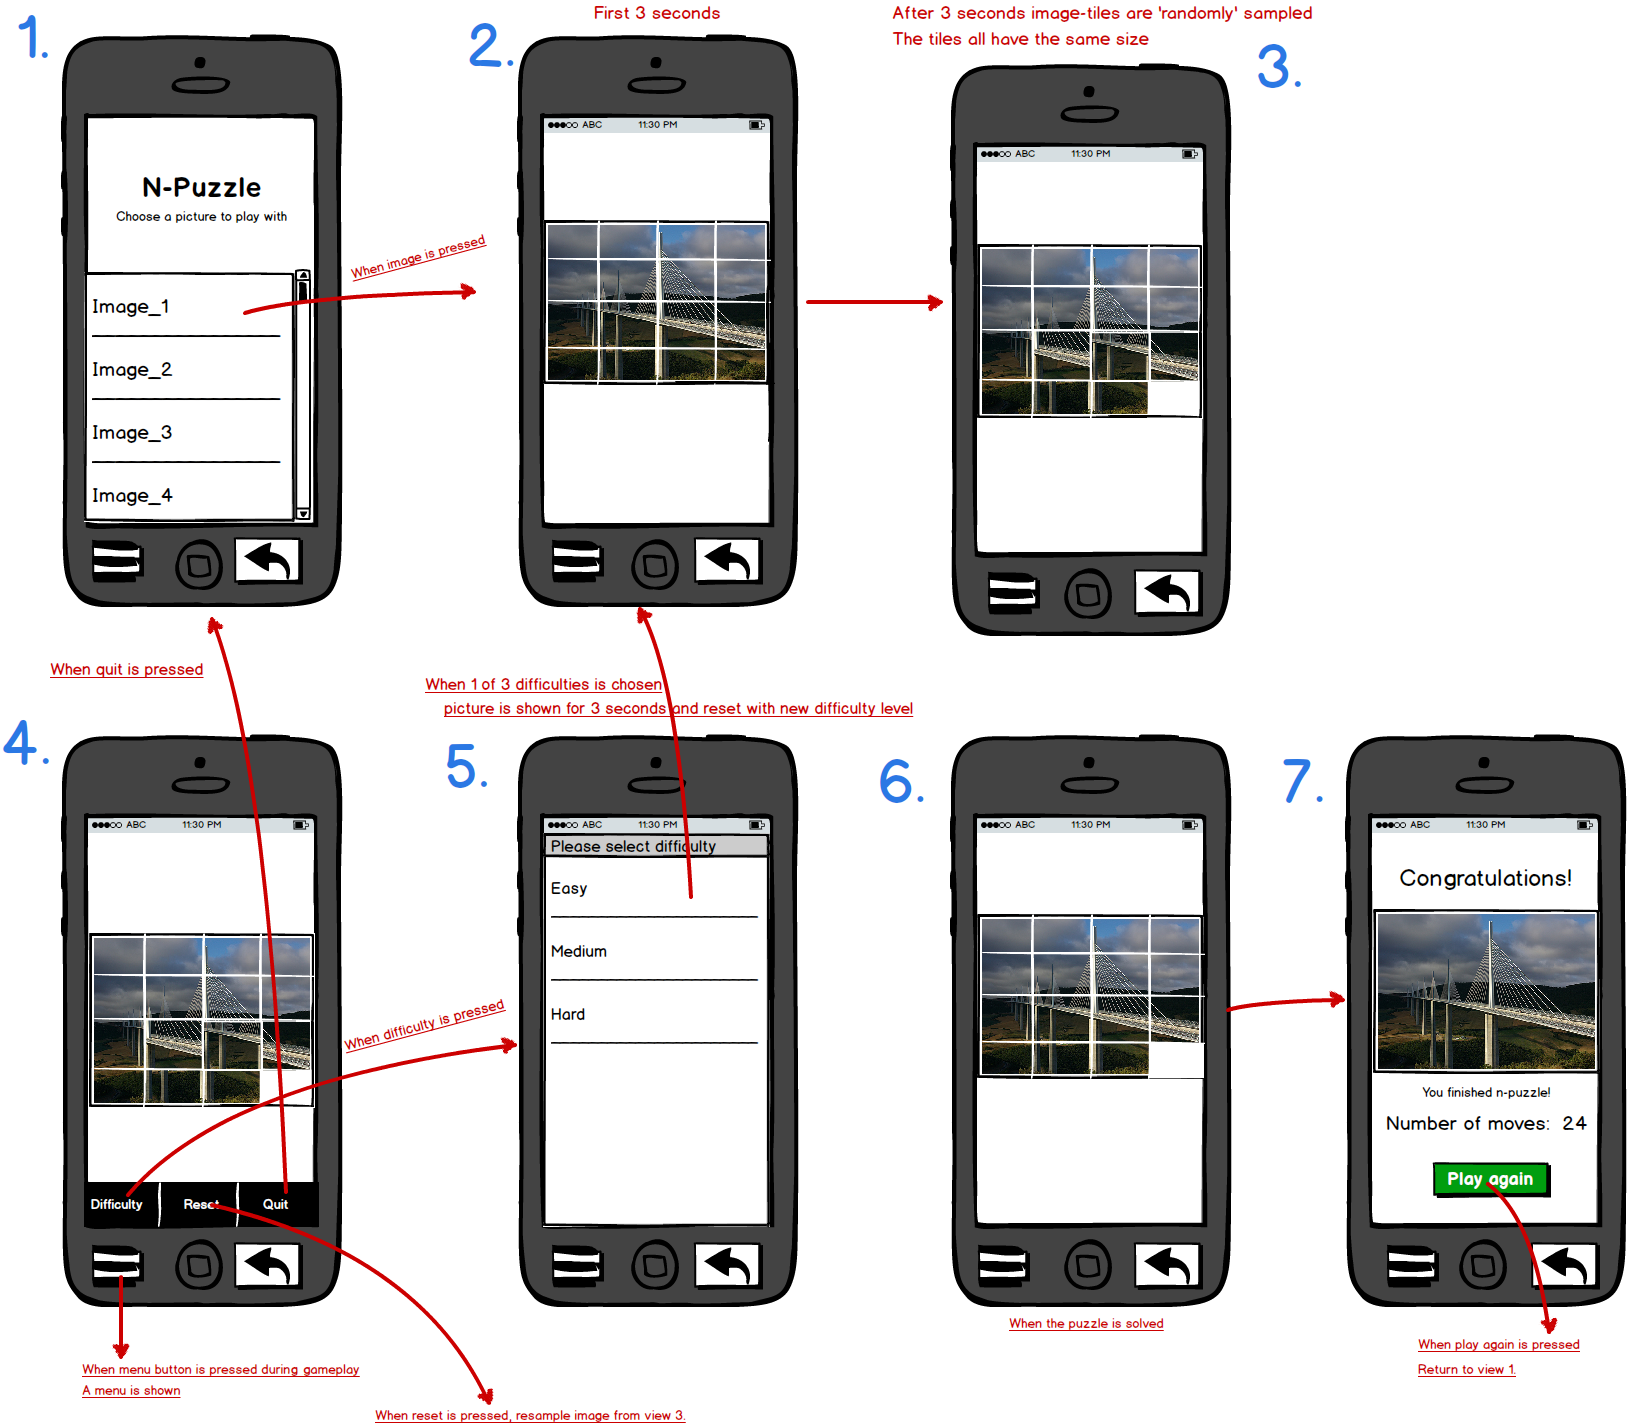 1.
N-Puzzle
Choose a picture to play with
Image_1
Image_2
Image_3
Image_4
When image is pressed
First 3 seconds
2.
ABC 11:30 PM
After 3 seconds image-tiles are 'randomly' sampled
The tiles all have the same size
3.
ABC 11:30 PM
When quit is pressed
When 1 of 3 difficulties is chosen
picture is shown for 3 seconds and reset with new difficulty level
4.
ABC 11:30 PM
Difficulty Reset Quit
When menu button is pressed during gameplay
A menu is shown
When difficulty is pressed
When reset is pressed, resample image from view 3.
5.
ABC 11:30 PM
Please select difficulty
Easy
Medium
Hard
6.
ABC 11:30 PM
When the puzzle is solved
7.
ABC 11:30 PM
Congratulations!
You finished n-puzzle!
Number of moves: 24
Play again
When play again is pressed
Return to view 1.